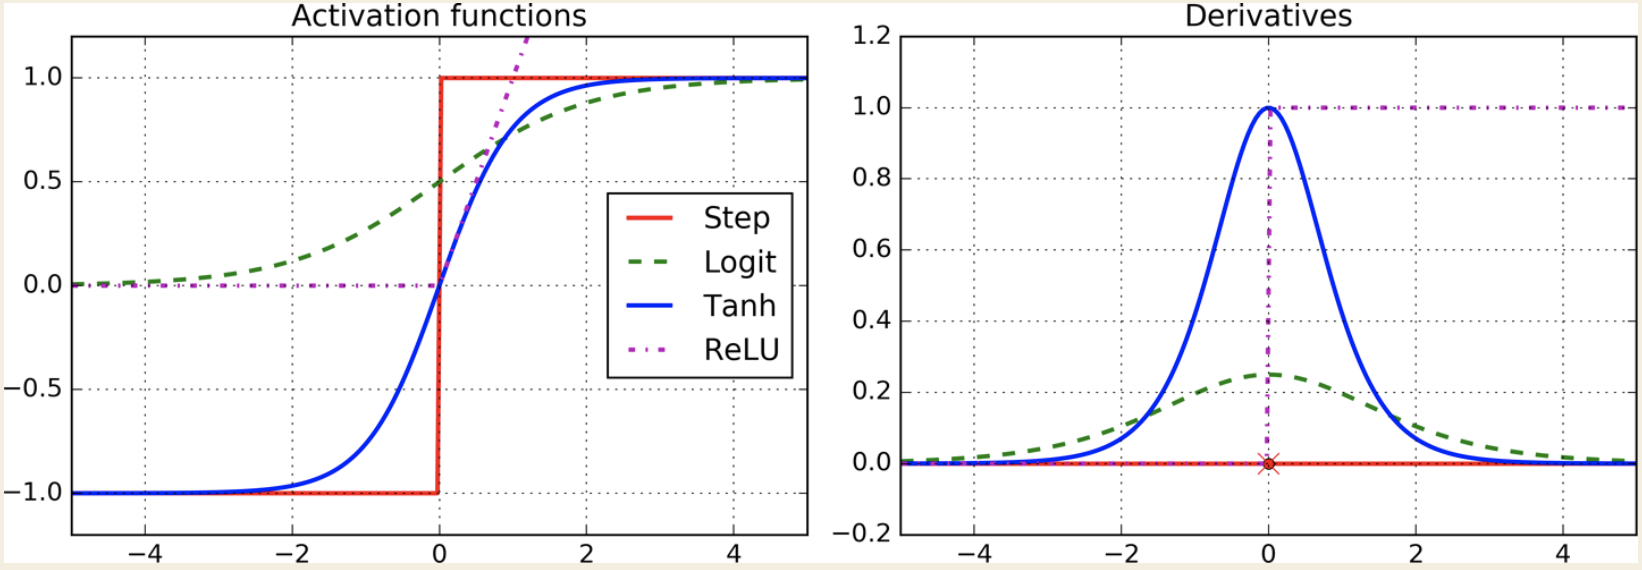 Activation functions
1.0
0.5
0.0
−0.5
−1.0
−4 −2 0 2 4
Step
Logit
Tanh
ReLU
Derivatives
1.2
1.0
0.8
0.6
0.4
0.2
0.0
−0.2
−4 −2 0 2 4